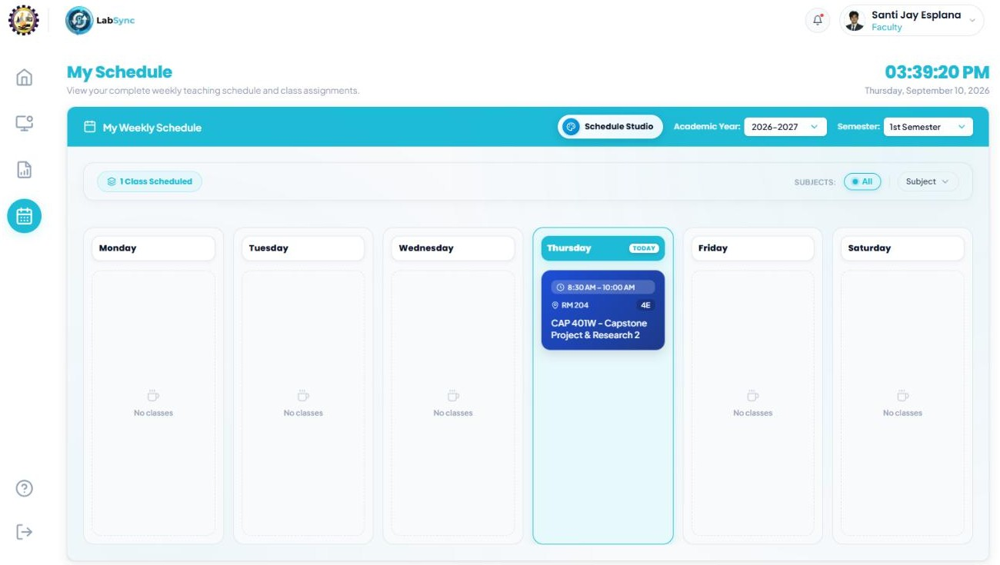 LabSync
Santi Jay Esplana
Faculty
My Schedule
03:39:20 PM
View your complete weekly teaching schedule and class assignments.
Thursday, September 10, 2026
My Weekly Schedule
Schedule Studio
Academic Year:
2026-2027
Semester:
1st Semester
1 Class Scheduled
SUBJECTS:
All
Subject
Monday
Tuesday
Wednesday
Thursday
TODAY
Friday
Saturday
8:30 AM - 10:00 AM
RM 204
4E
CAP 401W - Capstone
Project & Research 2
No classes
No classes
No classes
No classes
No classes